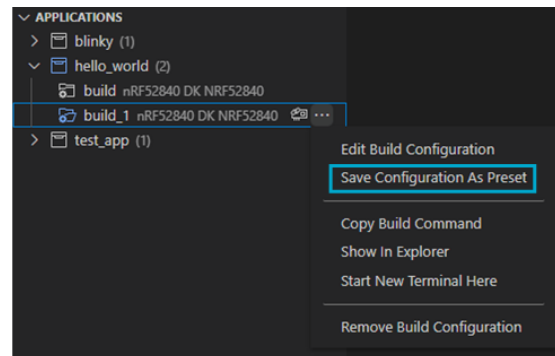 APPLICATIONS
blinky (1)
hello_world (2)
build nRF52840 DK NRF52840
build_1 nRF52840 DK NRF52840
test_app (1)
Edit Build Configuration
Save Configuration As Preset
Copy Build Command
Show In Explorer
Start New Terminal Here
Remove Build Configuration